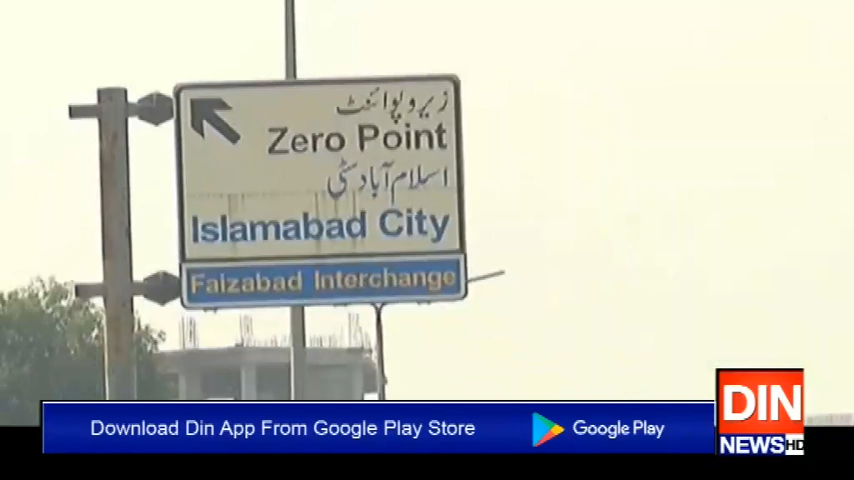 زیرو پوائنٹ
Zero Point
اسلام آباد سٹی
Islamabad City
Faizabad Interchange
Download Din App From Google Play Store
Google Play
DIN
NEWS HD